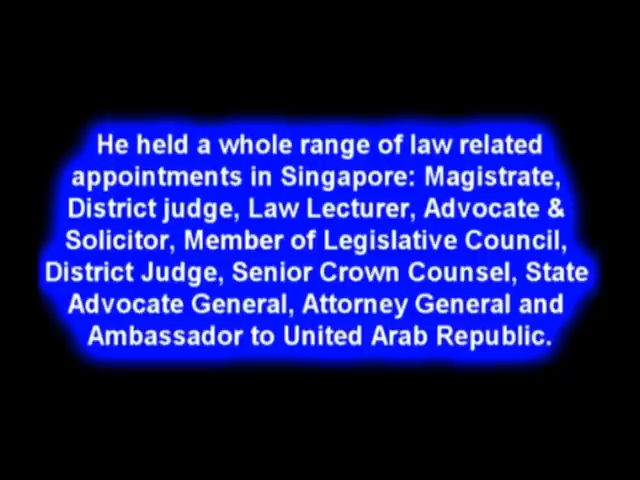 He held a whole range of law related
appointments in Singapore: Magistrate,
District judge, Law Lecturer, Advocate &
Solicitor, Member of Legislative Council,
District Judge, Senior Crown Counsel, State
Advocate General, Attorney General and
Ambassador to United Arab Republic.